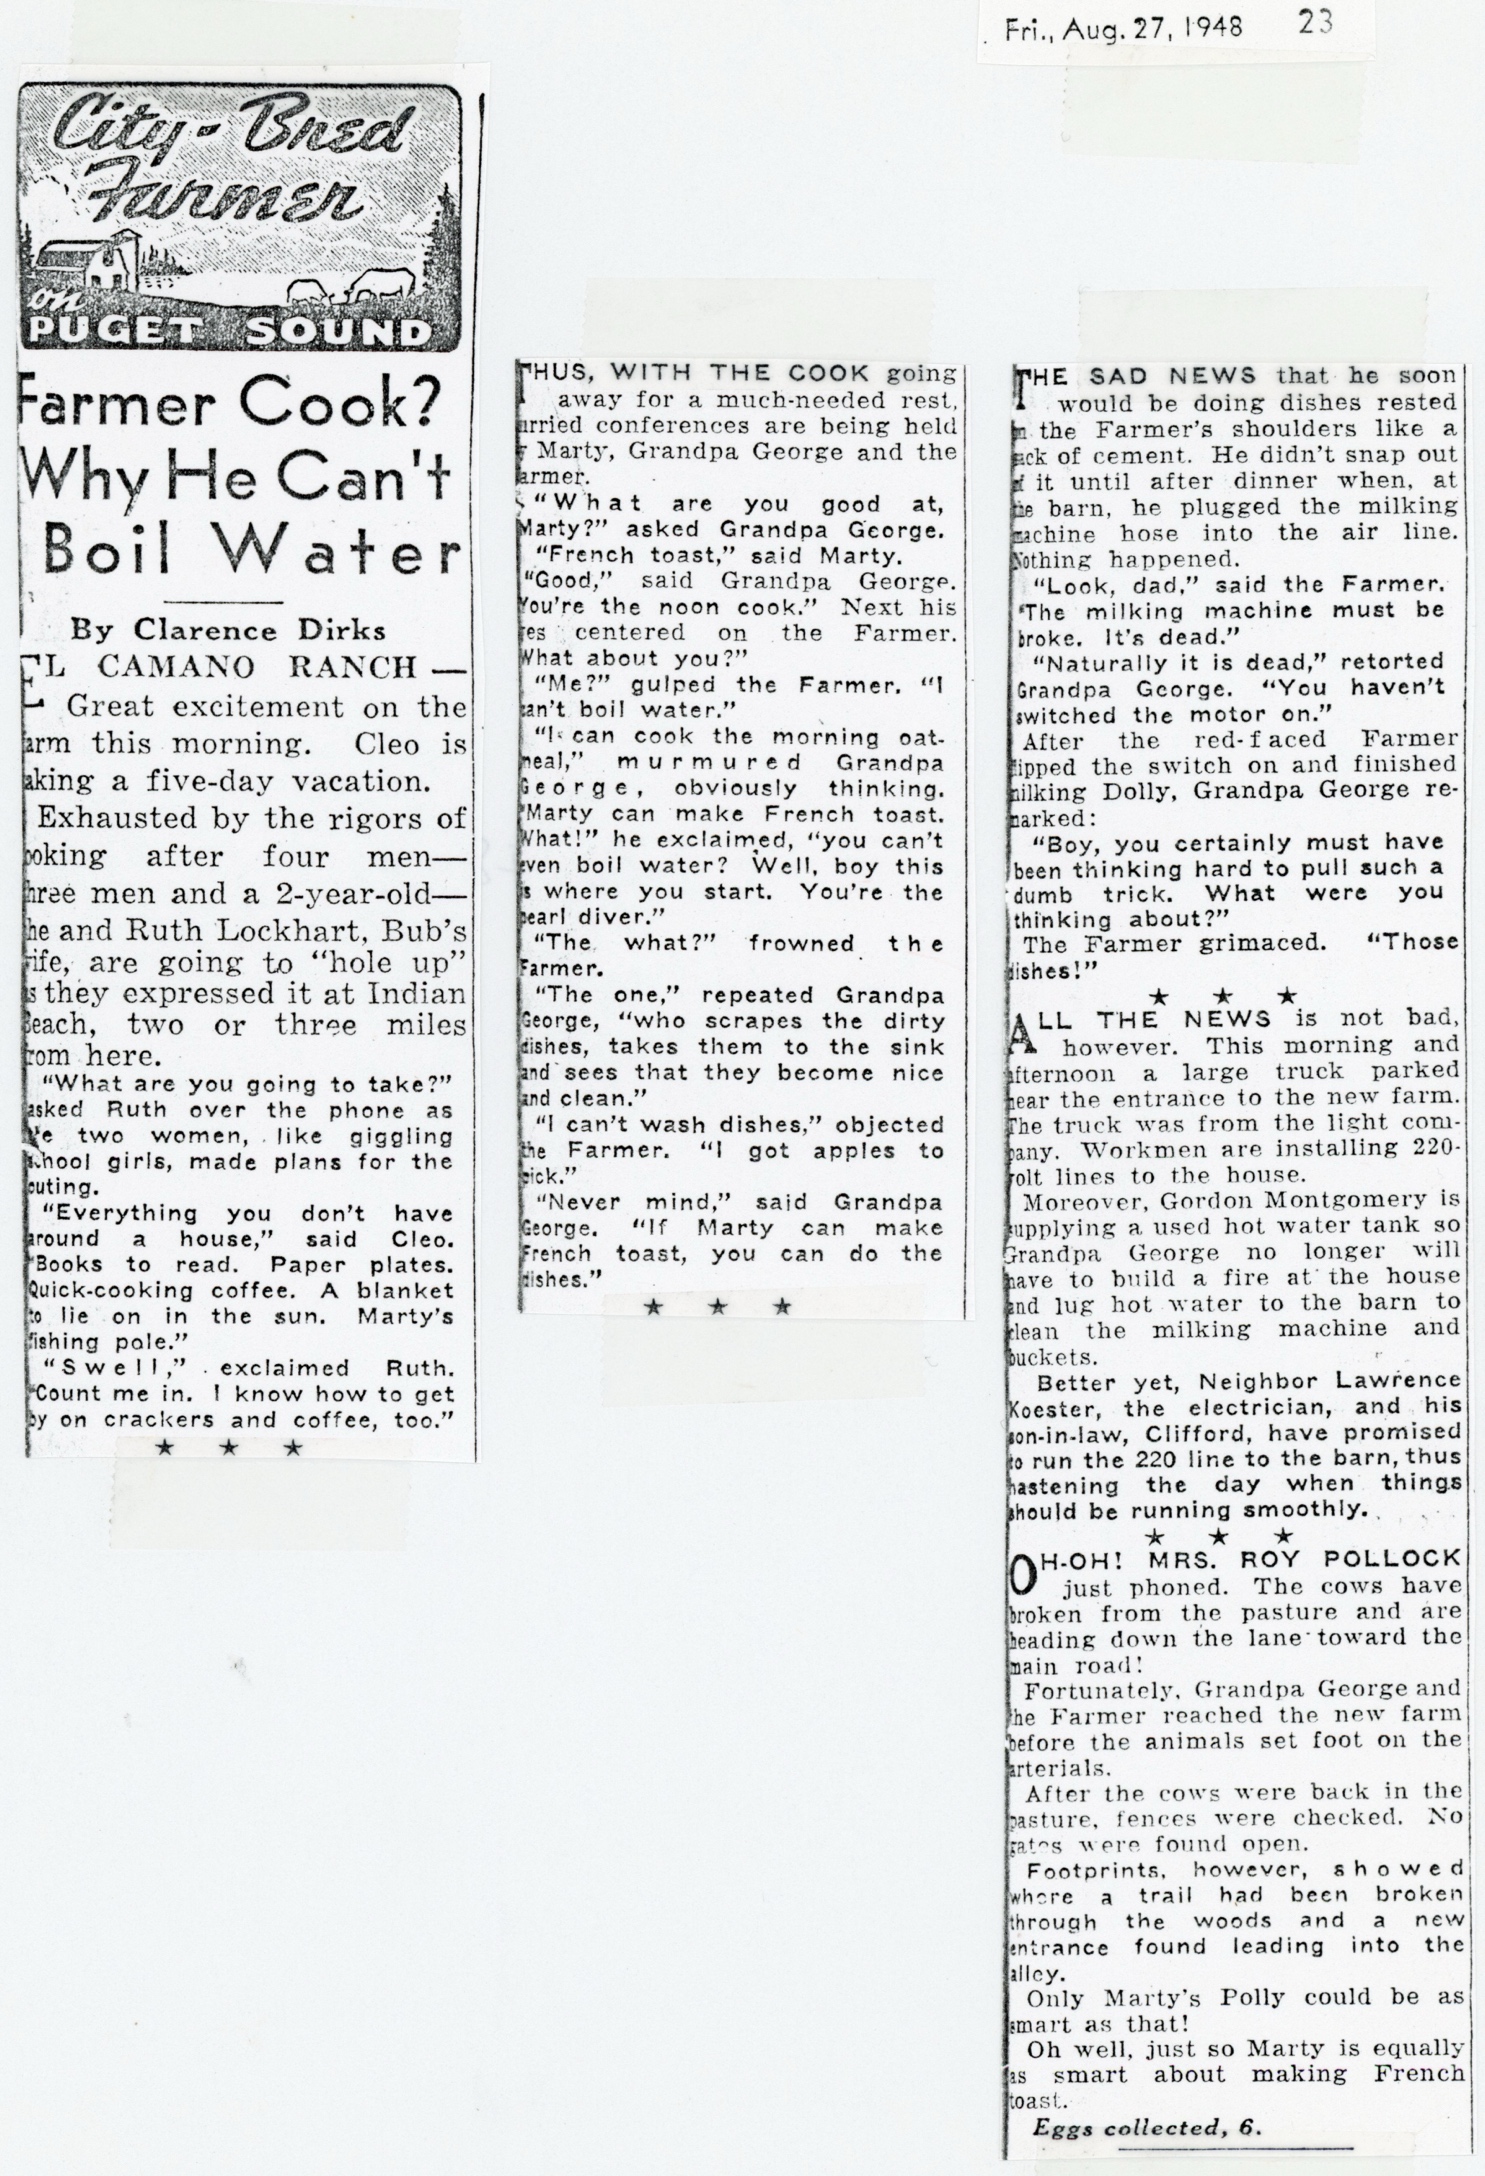 Fri., Aug. 27, 1948 23
City-Bred
Farmer
on
PUGET SOUND
Farmer Cook?
Why He Can't
Boil Water
By Clarence Dirks
EL CAMANO RANCH —
Great excitement on the
arm this morning. Cleo is
aking a five-day vacation.
Exhausted by the rigors of
ooking after four men—
hree men and a 2-year-old—
he and Ruth Lockhart, Bub's
ife, are going to “hole up”
s they expressed it at Indian
Beach, two or three miles
rom here.
“What are you going to take?”
asked Ruth over the phone as
he two women, like giggling
chool girls, made plans for the
outing.
“Everything you don't have
around a house,” said Cleo.
“Books to read. Paper plates.
Quick-cooking coffee. A blanket
to lie on in the sun. Marty's
fishing pole.”
“Swell,” exclaimed Ruth.
“Count me in. I know how to get
by on crackers and coffee, too.”
★ ★ ★
THUS, WITH THE COOK going
away for a much-needed rest,
urried conferences are being held
y Marty, Grandpa George and the
armer.
“What are you good at,
Marty?” asked Grandpa George.
“French toast,” said Marty.
“Good,” said Grandpa George.
You're the noon cook.” Next his
yes centered on the Farmer.
What about you?”
“Me?” gulped the Farmer. “I
can't boil water.”
“I can cook the morning oat-
meal,” murmured Grandpa
George, obviously thinking.
“Marty can make French toast.
What!” he exclaimed, “you can't
even boil water? Well, boy this
is where you start. You're the
pearl diver.”
“The what?” frowned the
Farmer.
“The one,” repeated Grandpa
George, “who scrapes the dirty
dishes, takes them to the sink
and sees that they become nice
and clean.”
“I can't wash dishes,” objected
the Farmer. “I got apples to
pick.”
“Never mind,” said Grandpa
George. “If Marty can make
French toast, you can do the
dishes.”
★ ★ ★
THE SAD NEWS that he soon
would be doing dishes rested
on the Farmer's shoulders like a
ack of cement. He didn't snap out
of it until after dinner when, at
the barn, he plugged the milking
machine hose into the air line.
Nothing happened.
“Look, dad,” said the Farmer.
“The milking machine must be
broke. It's dead.”
“Naturally it is dead,” retorted
Grandpa George. “You haven't
switched the motor on.”
After the red-faced Farmer
lipped the switch on and finished
milking Dolly, Grandpa George re-
marked:
“Boy, you certainly must have
been thinking hard to pull such a
dumb trick. What were you
thinking about?”
The Farmer grimaced. “Those
dishes!”
★ ★ ★
ALL THE NEWS is not bad,
however. This morning and
afternoon a large truck parked
near the entrance to the new farm.
The truck was from the light com-
pany. Workmen are installing 220-
volt lines to the house.
Moreover, Gordon Montgomery is
supplying a used hot water tank so
Grandpa George no longer will
have to build a fire at the house
and lug hot water to the barn to
clean the milking machine and
buckets.
Better yet, Neighbor Lawrence
Koester, the electrician, and his
son-in-law, Clifford, have promised
to run the 220 line to the barn, thus
hastening the day when things
should be running smoothly.
★ ★ ★
OH-OH! MRS. ROY POLLOCK
just phoned. The cows have
broken from the pasture and are
heading down the lane toward the
main road!
Fortunately, Grandpa George and
the Farmer reached the new farm
before the animals set foot on the
arterials.
After the cows were back in the
pasture, fences were checked. No
gates were found open.
Footprints, however, showed
where a trail had been broken
through the woods and a new
entrance found leading into the
alley.
Only Marty's Polly could be as
smart as that!
Oh well, just so Marty is equally
as smart about making French
toast.
Eggs collected, 6.